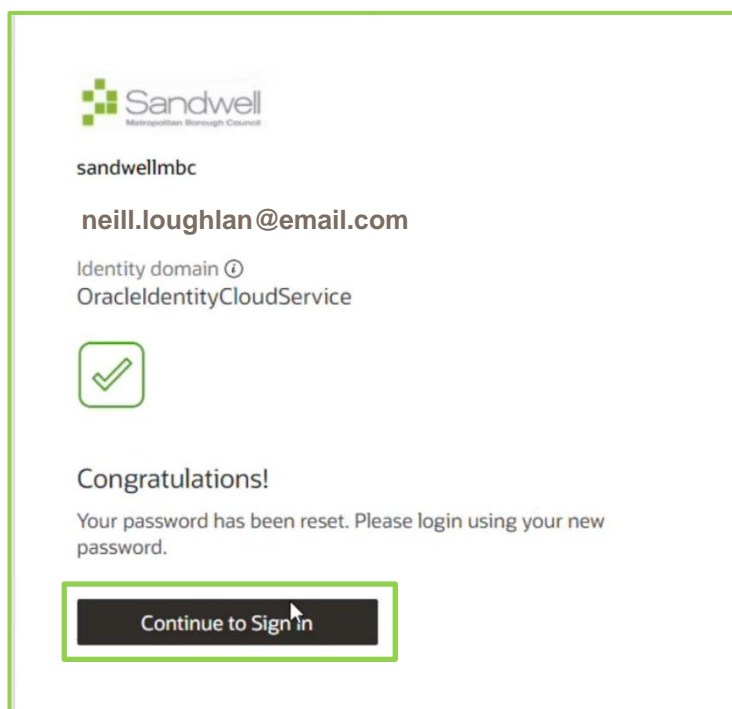 Sandwell
Metropolitan Borough Council
sandwellmbc
neill.loughlan@email.com
Identity domain
OracleIdentityCloudService
Congratulations!
Your password has been reset. Please login using your new
password.
Continue to Sign In